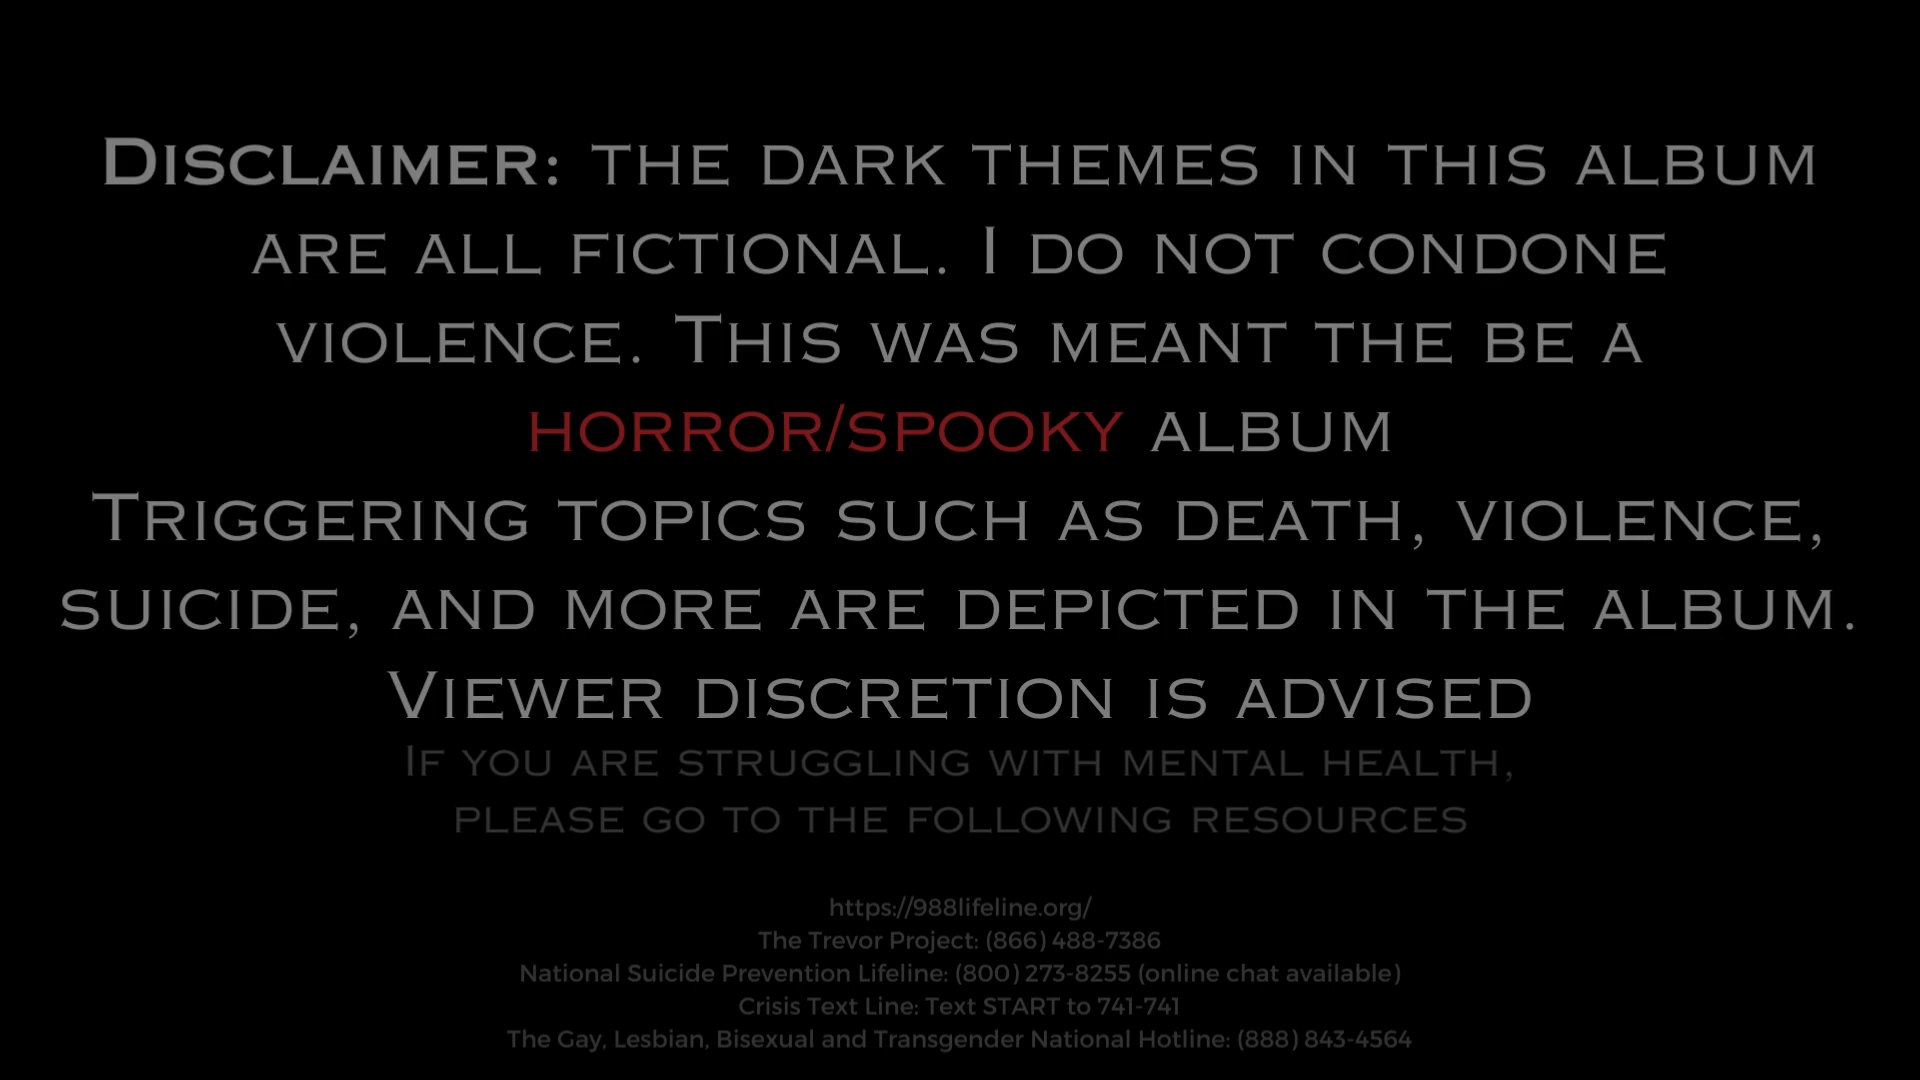 Disclaimer: the dark themes in this album
are all fictional. I do not condone
violence. This was meant the be a
horror/spooky album
Triggering topics such as death, violence,
suicide, and more are depicted in the album.
Viewer discretion is advised
If you are struggling with mental health,
please go to the following resources
https://988lifeline.org/
The Trevor Project: (866) 488-7386
National Suicide Prevention Lifeline: (800) 273-8255 (online chat available)
Crisis Text Line: Text START to 741-741
The Gay, Lesbian, Bisexual and Transgender National Hotline: (888) 843-4564